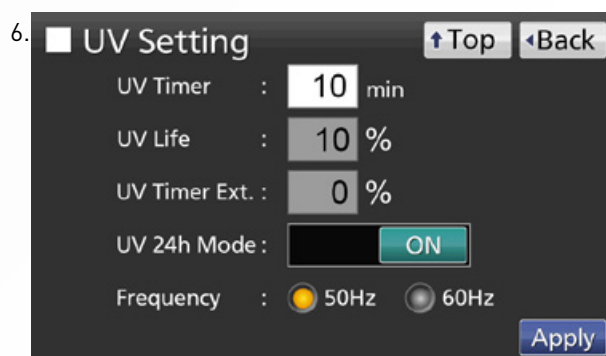 6.
UV Setting Top Back
UV Timer : 10 min
UV Life : 10 %
UV Timer Ext. : 0 %
UV 24h Mode : ON
Frequency : 50Hz 60Hz
Apply